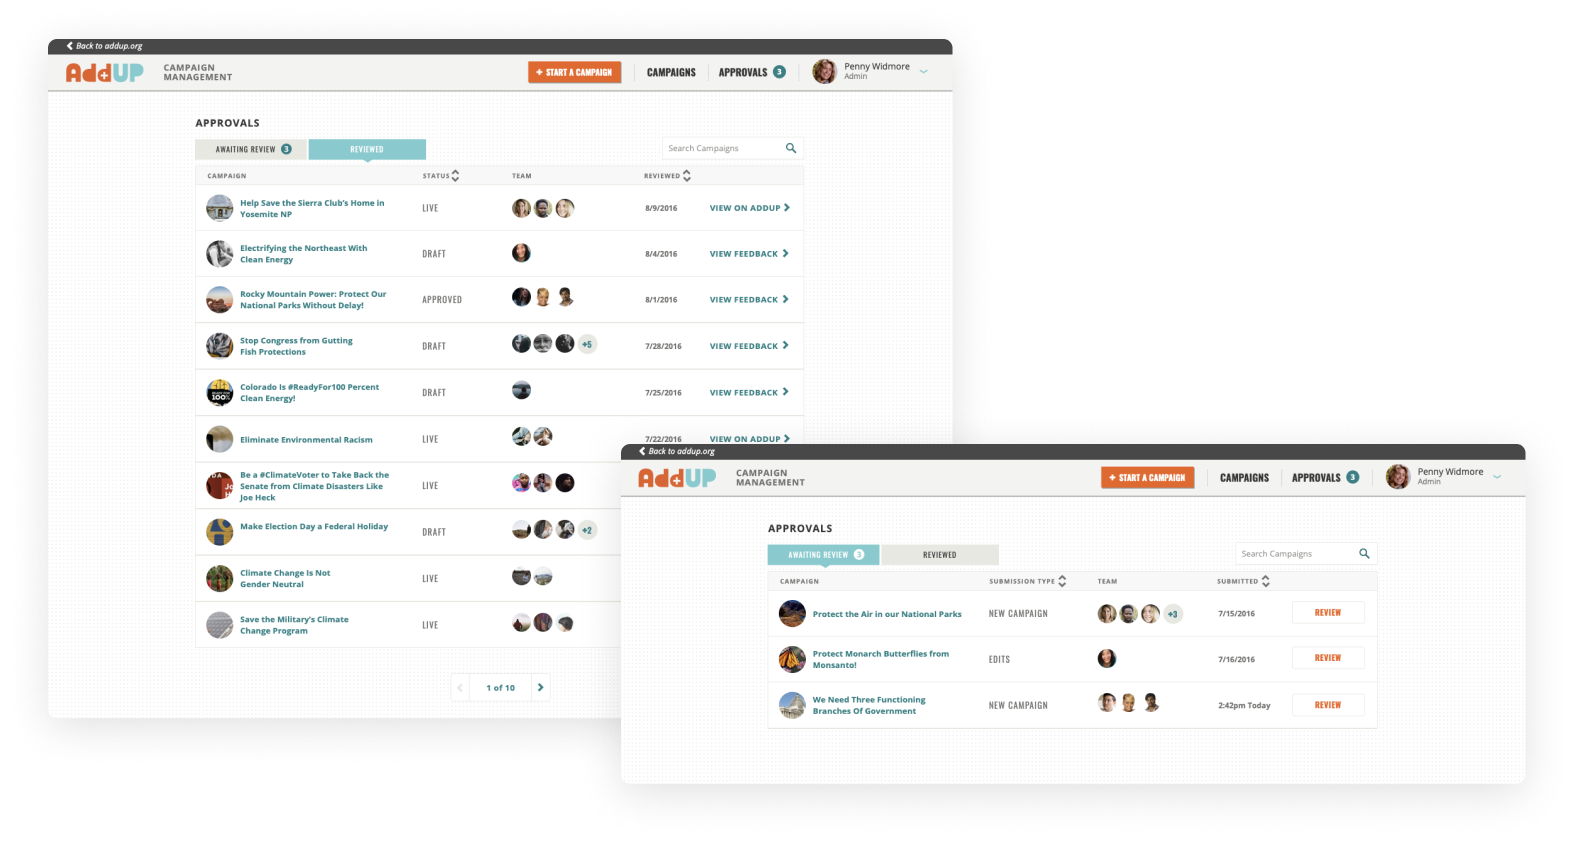 Back to addup.org
AddUP
CAMPAIGN
MANAGEMENT
+ START A CAMPAIGN
CAMPAIGNS
APPROVALS 3
Penny Widmore
Admin
APPROVALS
AWAITING REVIEW 3
REVIEWED
Search Campaigns
CAMPAIGN
STATUS
TEAM
REVIEWED
Help Save the Sierra Club's Home in
Yosemite NP
LIVE
8/9/2016
VIEW ON ADDUP
Electrifying the Northeast With
Clean Energy
DRAFT
8/4/2016
VIEW FEEDBACK
Rocky Mountain Power: Protect Our
National Parks Without Delay!
APPROVED
8/1/2016
VIEW FEEDBACK
Stop Congress from Gutting
Fish Protections
DRAFT
+5
7/28/2016
VIEW FEEDBACK
100%
Colorado Is #ReadyFor100 Percent
Clean Energy!
DRAFT
7/25/2016
VIEW FEEDBACK
Eliminate Environmental Racism
LIVE
7/22/2016
VIEW ON ADDUP
Be a #ClimateVoter to Take Back the
Senate from Climate Disasters Like
Joe Heck
LIVE
Make Election Day a Federal Holiday
DRAFT
+2
Climate Change Is Not
Gender Neutral
LIVE
Save the Military's Climate
Change Program
LIVE
1 of 10
Back to addup.org
AddUP
CAMPAIGN
MANAGEMENT
+ START A CAMPAIGN
CAMPAIGNS
APPROVALS 3
Penny Widmore
Admin
APPROVALS
AWAITING REVIEW 3
REVIEWED
Search Campaigns
CAMPAIGN
SUBMISSION TYPE
TEAM
SUBMITTED
Protect the Air in our National Parks
NEW CAMPAIGN
+3
7/15/2016
REVIEW
Protect Monarch Butterflies from
Monsanto!
EDITS
7/16/2016
REVIEW
We Need Three Functioning
Branches Of Government
NEW CAMPAIGN
2:42pm Today
REVIEW